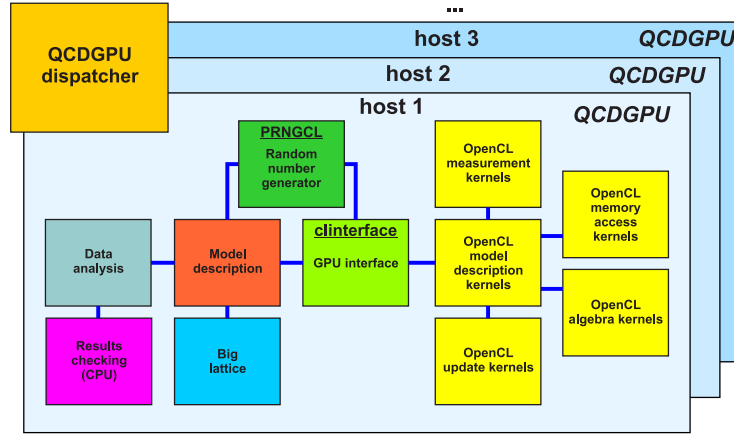 ...
QCDGPU
dispatcher
host 3
QCDGPU
host 2
QCDGPU
host 1
QCDGPU
PRNGCL
Random
number
generator
OpenCL
measurement
kernels
OpenCL
memory
access
kernels
Data
analysis
Model
description
clinterface
GPU interface
OpenCL
model
description
kernels
OpenCL
algebra kernels
Results
checking
(CPU)
Big
lattice
OpenCL
update kernels